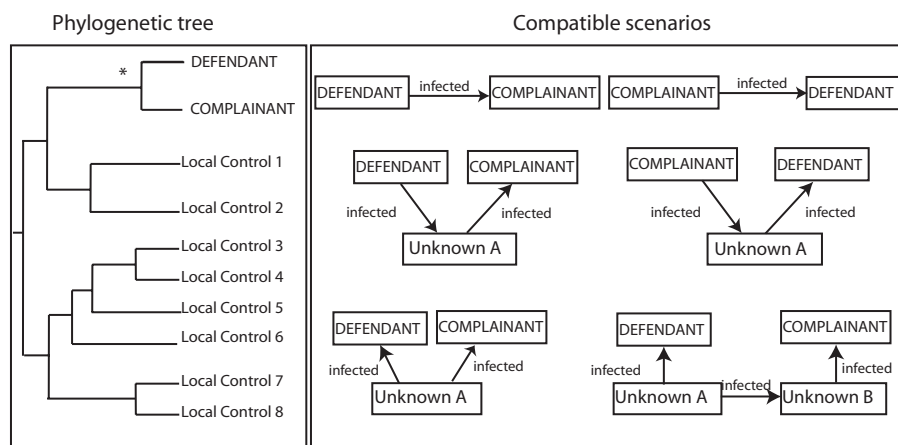 Phylogenetic tree
Compatible scenarios
*
DEFENDANT
COMPLAINANT
Local Control 1
Local Control 2
Local Control 3
Local Control 4
Local Control 5
Local Control 6
Local Control 7
Local Control 8
DEFENDANT infected COMPLAINANT
COMPLAINANT infected DEFENDANT
DEFENDANT COMPLAINANT
infected infected
Unknown A
COMPLAINANT DEFENDANT
infected infected
Unknown A
DEFENDANT COMPLAINANT
infected infected
Unknown A
DEFENDANT COMPLAINANT
infected infected infected
Unknown A Unknown B